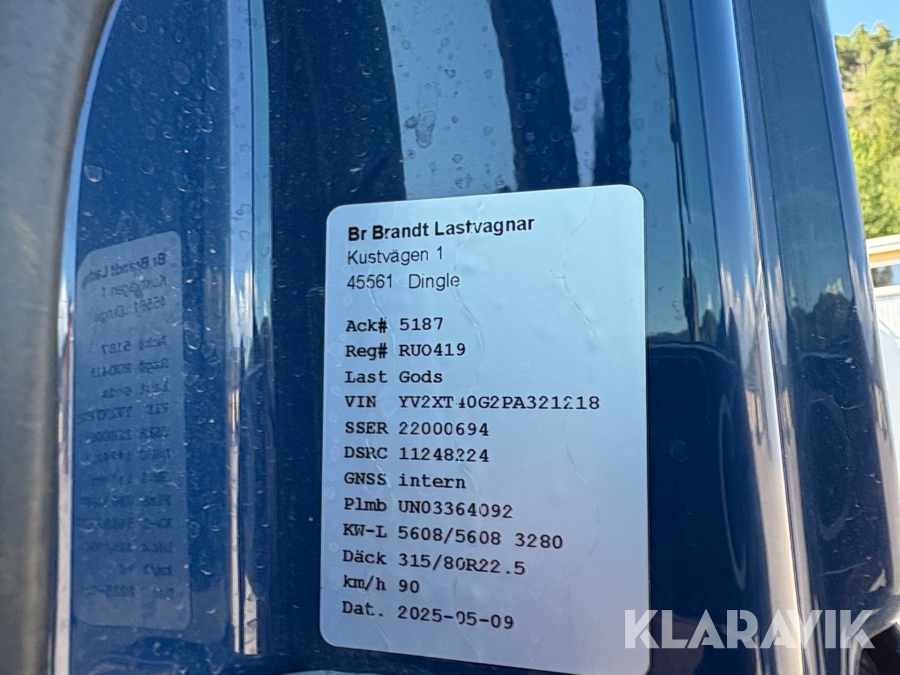 Br Brandt Lastvagnar
Kustvägen 1
45561 Dingle
Ack# 5187
Reg# RUO419
Last Gods
VIN YV2XT40G2PA321218
SSER 22000694
DSRC 11248224
GNSS intern
Plmb UN03364092
KW-L 5608/5608 3280
Däck 315/80R22.5
km/h 90
Dat. 2025-05-09
KLARAVIK